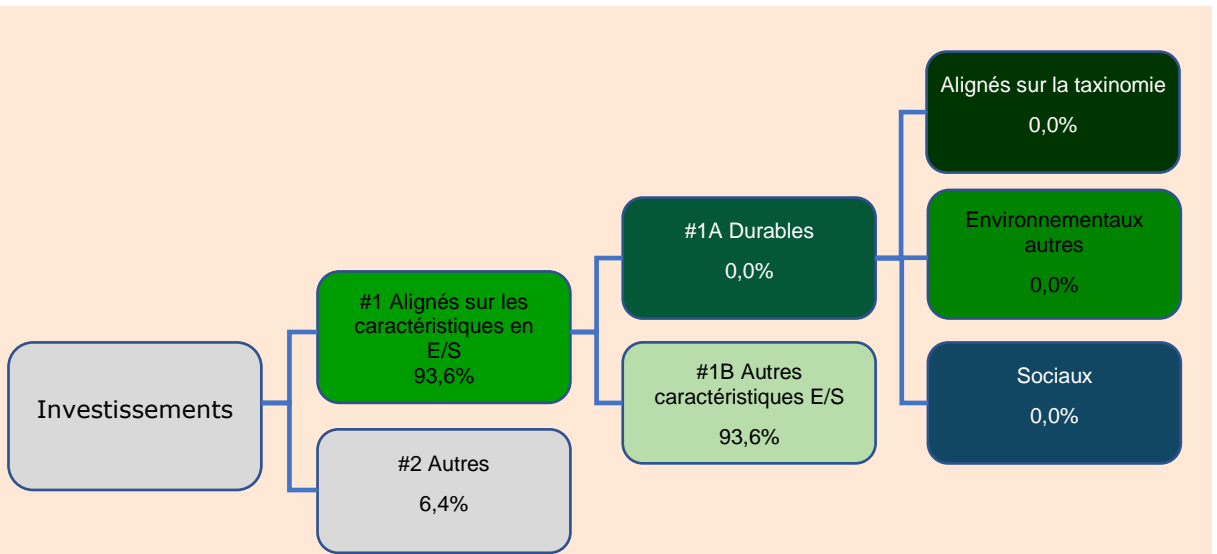 Investissements
#1 Alignés sur les
caractéristiques en
E/S
93,6%
#2 Autres
6,4%
#1A Durables
0,0%
#1B Autres
caractéristiques E/S
93,6%
Alignés sur la taxinomie
0,0%
Environnementaux
autres
0,0%
Sociaux
0,0%